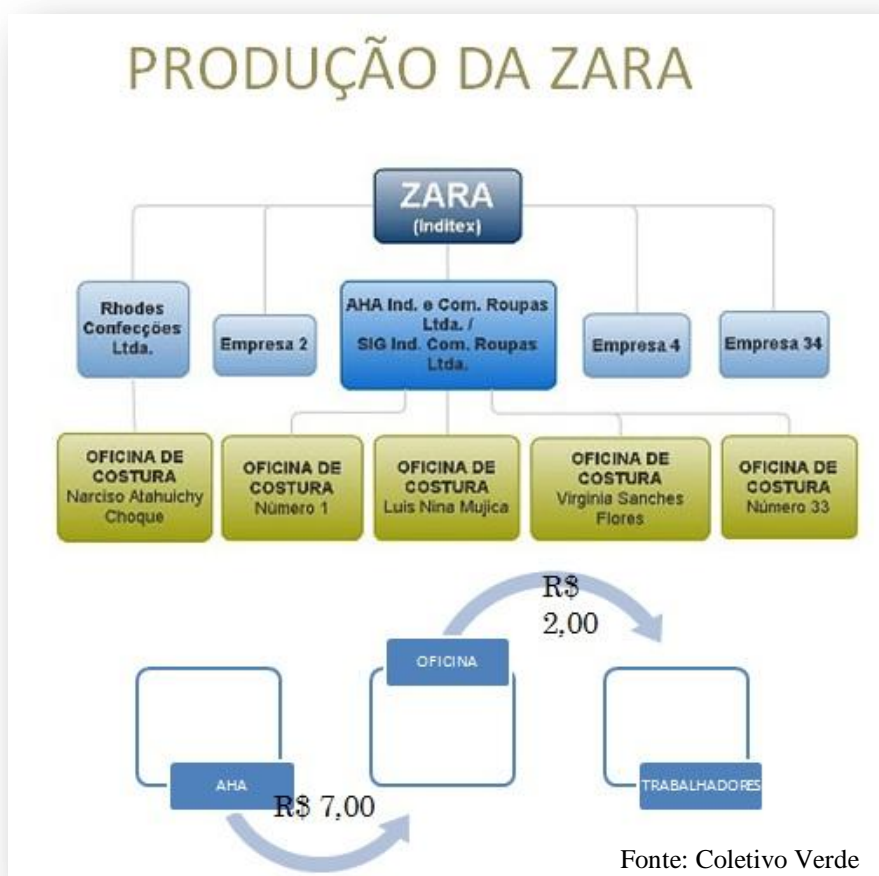 PRODUÇÃO DA ZARA
ZARA
(Inditex)
Rhodes
Confecções
Ltda.
Empresa 2
AHA Ind. e Com. Roupas
Ltda. /
SIG Ind. Com. Roupas
Ltda.
Empresa 4
Empresa 34
OFICINA DE
COSTURA
Narciso Atahuichy
Choque
OFICINA DE
COSTURA
Número 1
OFICINA DE
COSTURA
Luis Nina Mujica
OFICINA DE
COSTURA
Virginia Sanches
Flores
OFICINA DE
COSTURA
Número 33
R$
2,00
OFICINA
AHA
R$ 7,00
TRABALHADORES
Fonte: Coletivo Verde